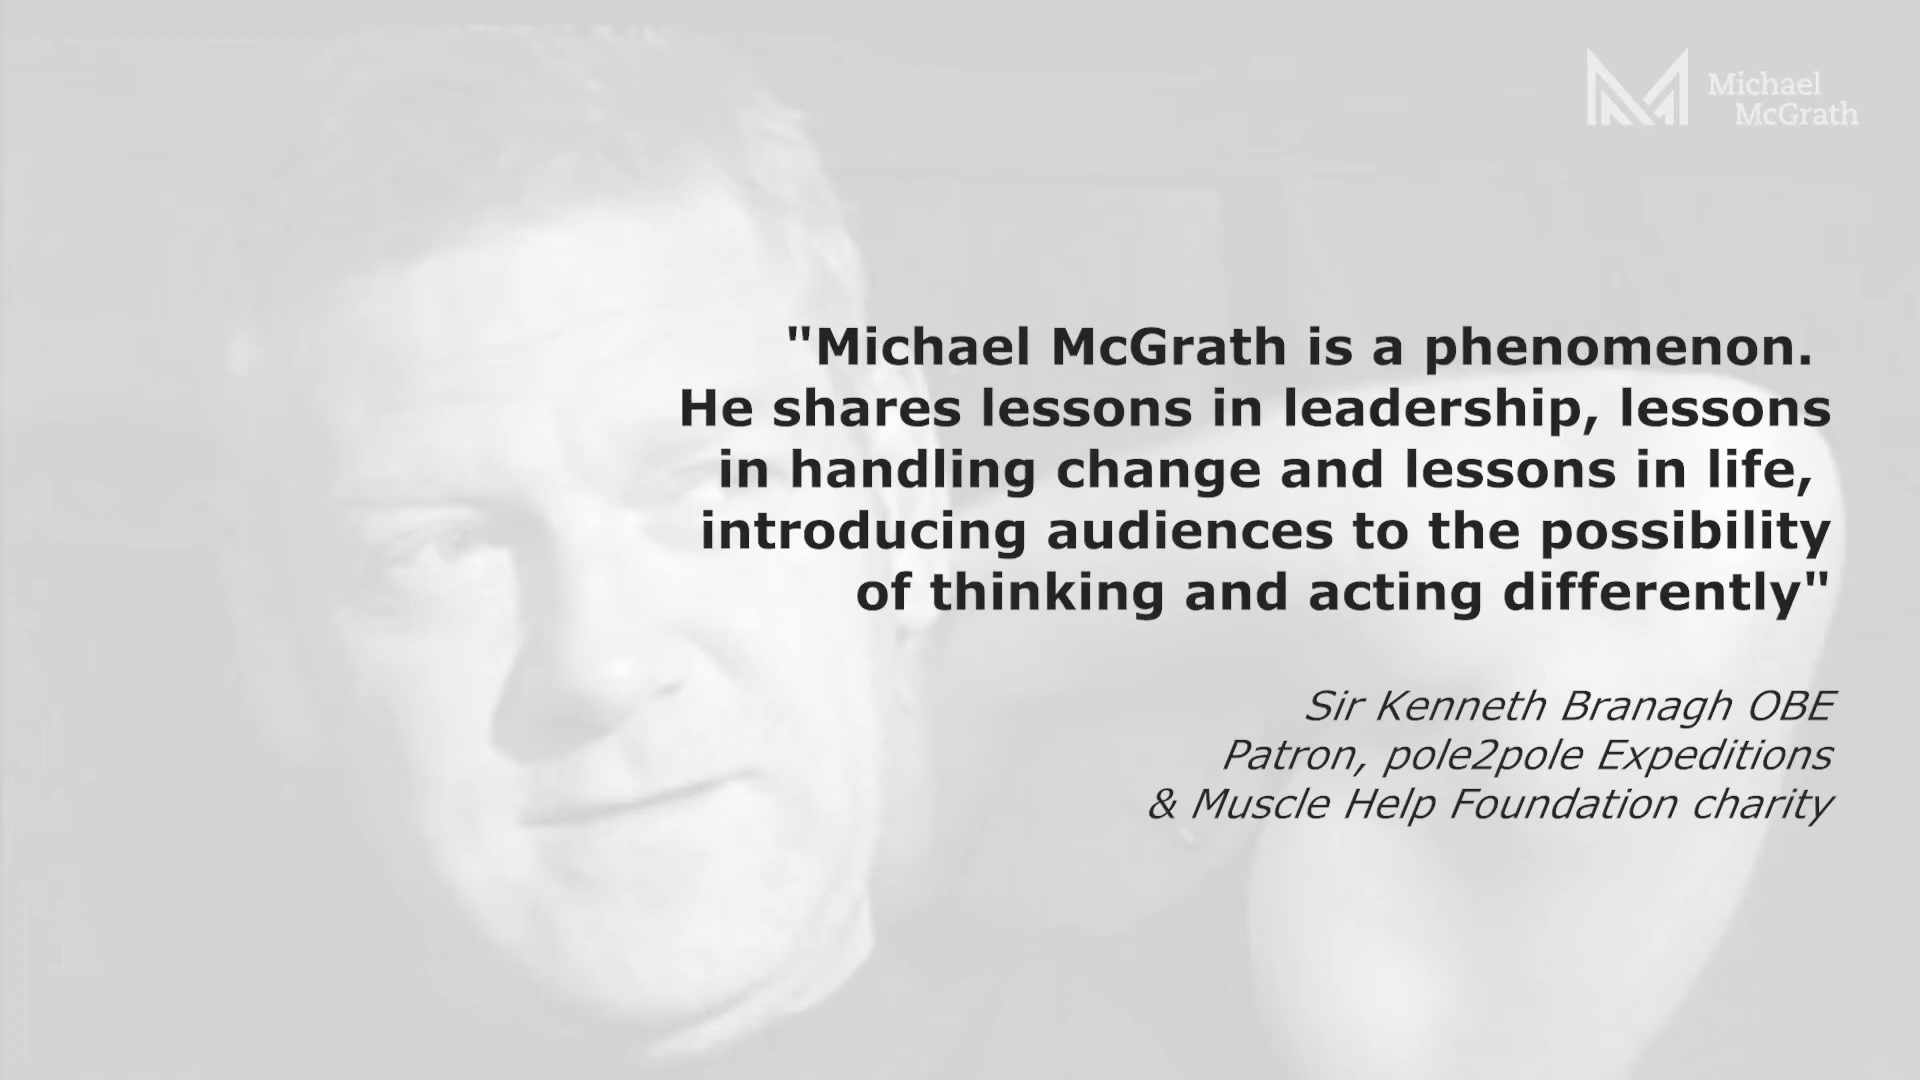 Michael
McGrath
"Michael McGrath is a phenomenon.
He shares lessons in leadership, lessons
in handling change and lessons in life,
introducing audiences to the possibility
of thinking and acting differently"
Sir Kenneth Branagh OBE
Patron, pole2pole Expeditions
& Muscle Help Foundation charity